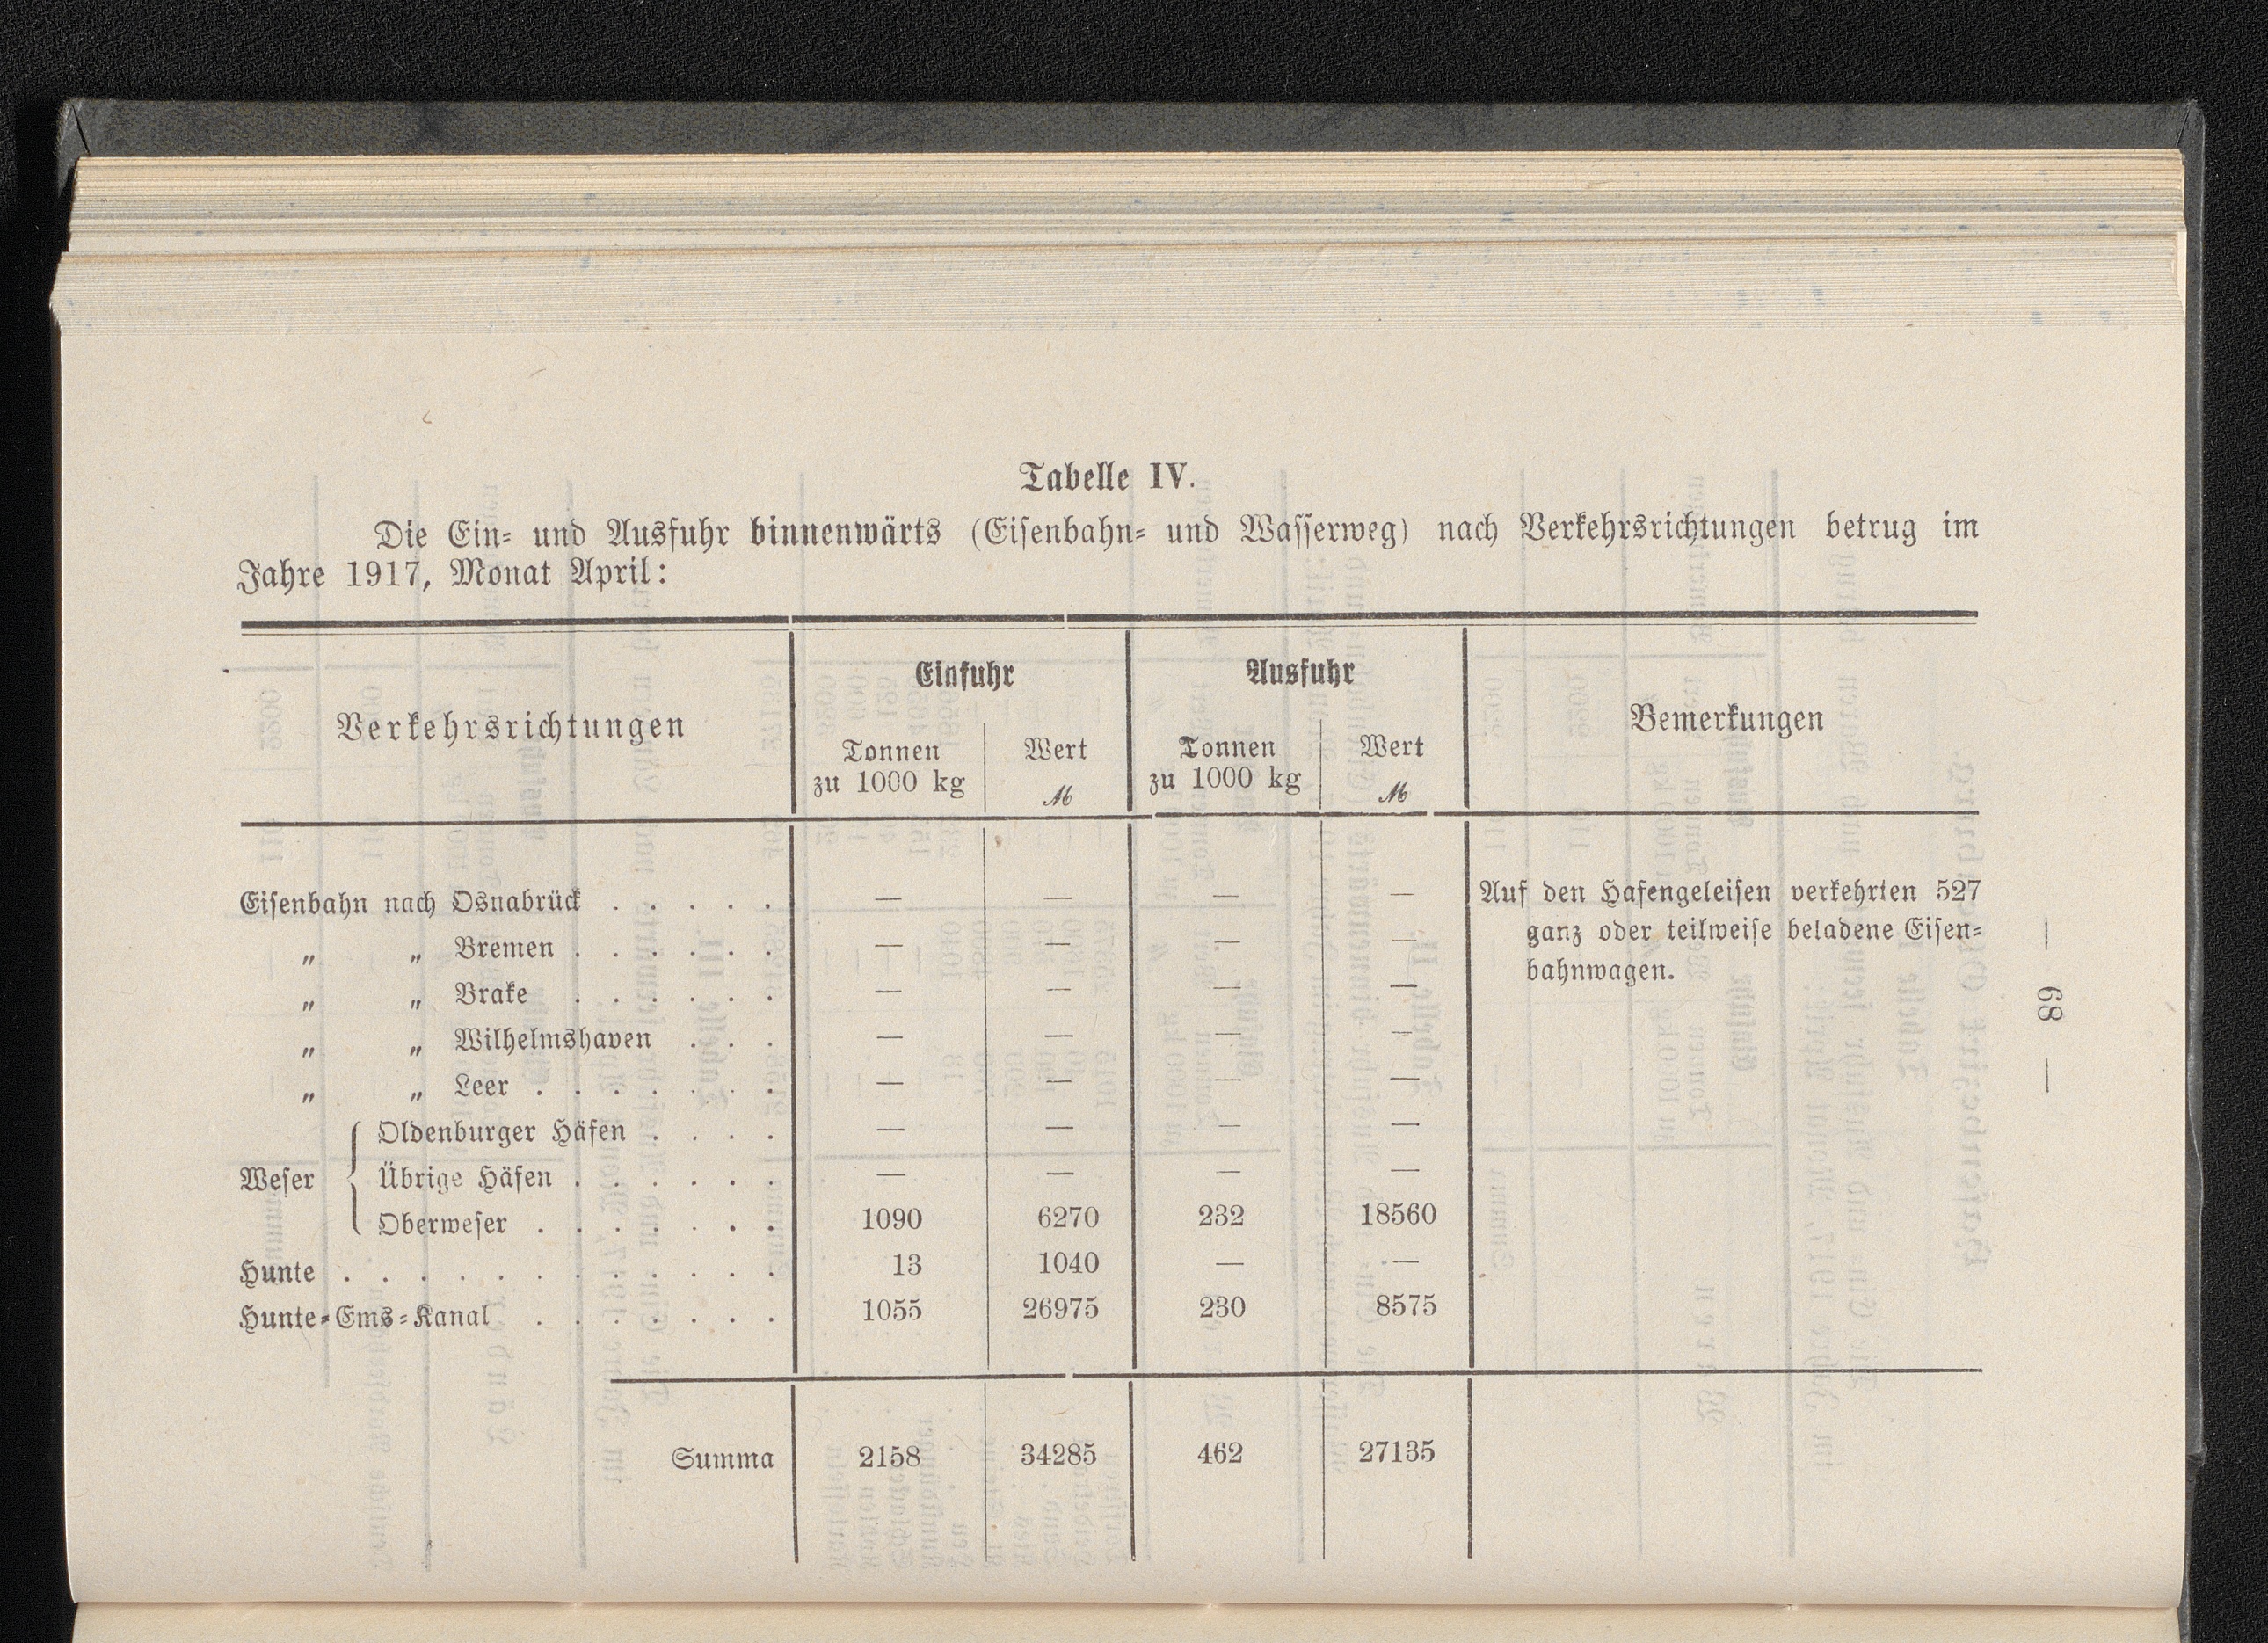 Tabelle IV.
Die Ein- und Ausfuhr binnenwärts (Eisenbahn- und Wasserweg) nach Verkehrsrichtungen betrug im
Jahre 1917, Monat April:
Verkehrsrichtungen Einfuhr Ausfuhr Bemerkungen
Tonnen zu 1000 kg Wert ℳ Tonnen zu 1000 kg Wert ℳ
Eisenbahn nach Osnabrück . . . . . — — — —
„ „ Bremen . . . . . . — — — —
„ „ Brake . . . . . . — — — —
„ „ Wilhelmshaven . . . — — — —
„ „ Leer . . . . . . . — — — —
Oldenburger Häfen . . . . — — — —
Weser { Übrige Häfen . . . . . . — — — —
Oberweser . . . . . . . 1090 6270 232 18560
Hunte . . . . . . . . . . . . 13 1040 — —
Hunte-Ems-Kanal . . . . . . . 1055 26975 230 8575
Summa 2158 34285 462 27135
Auf den Hafengeleisen verkehrten 527
ganz oder teilweise beladene Eisen-
bahnwagen.
— 89 —